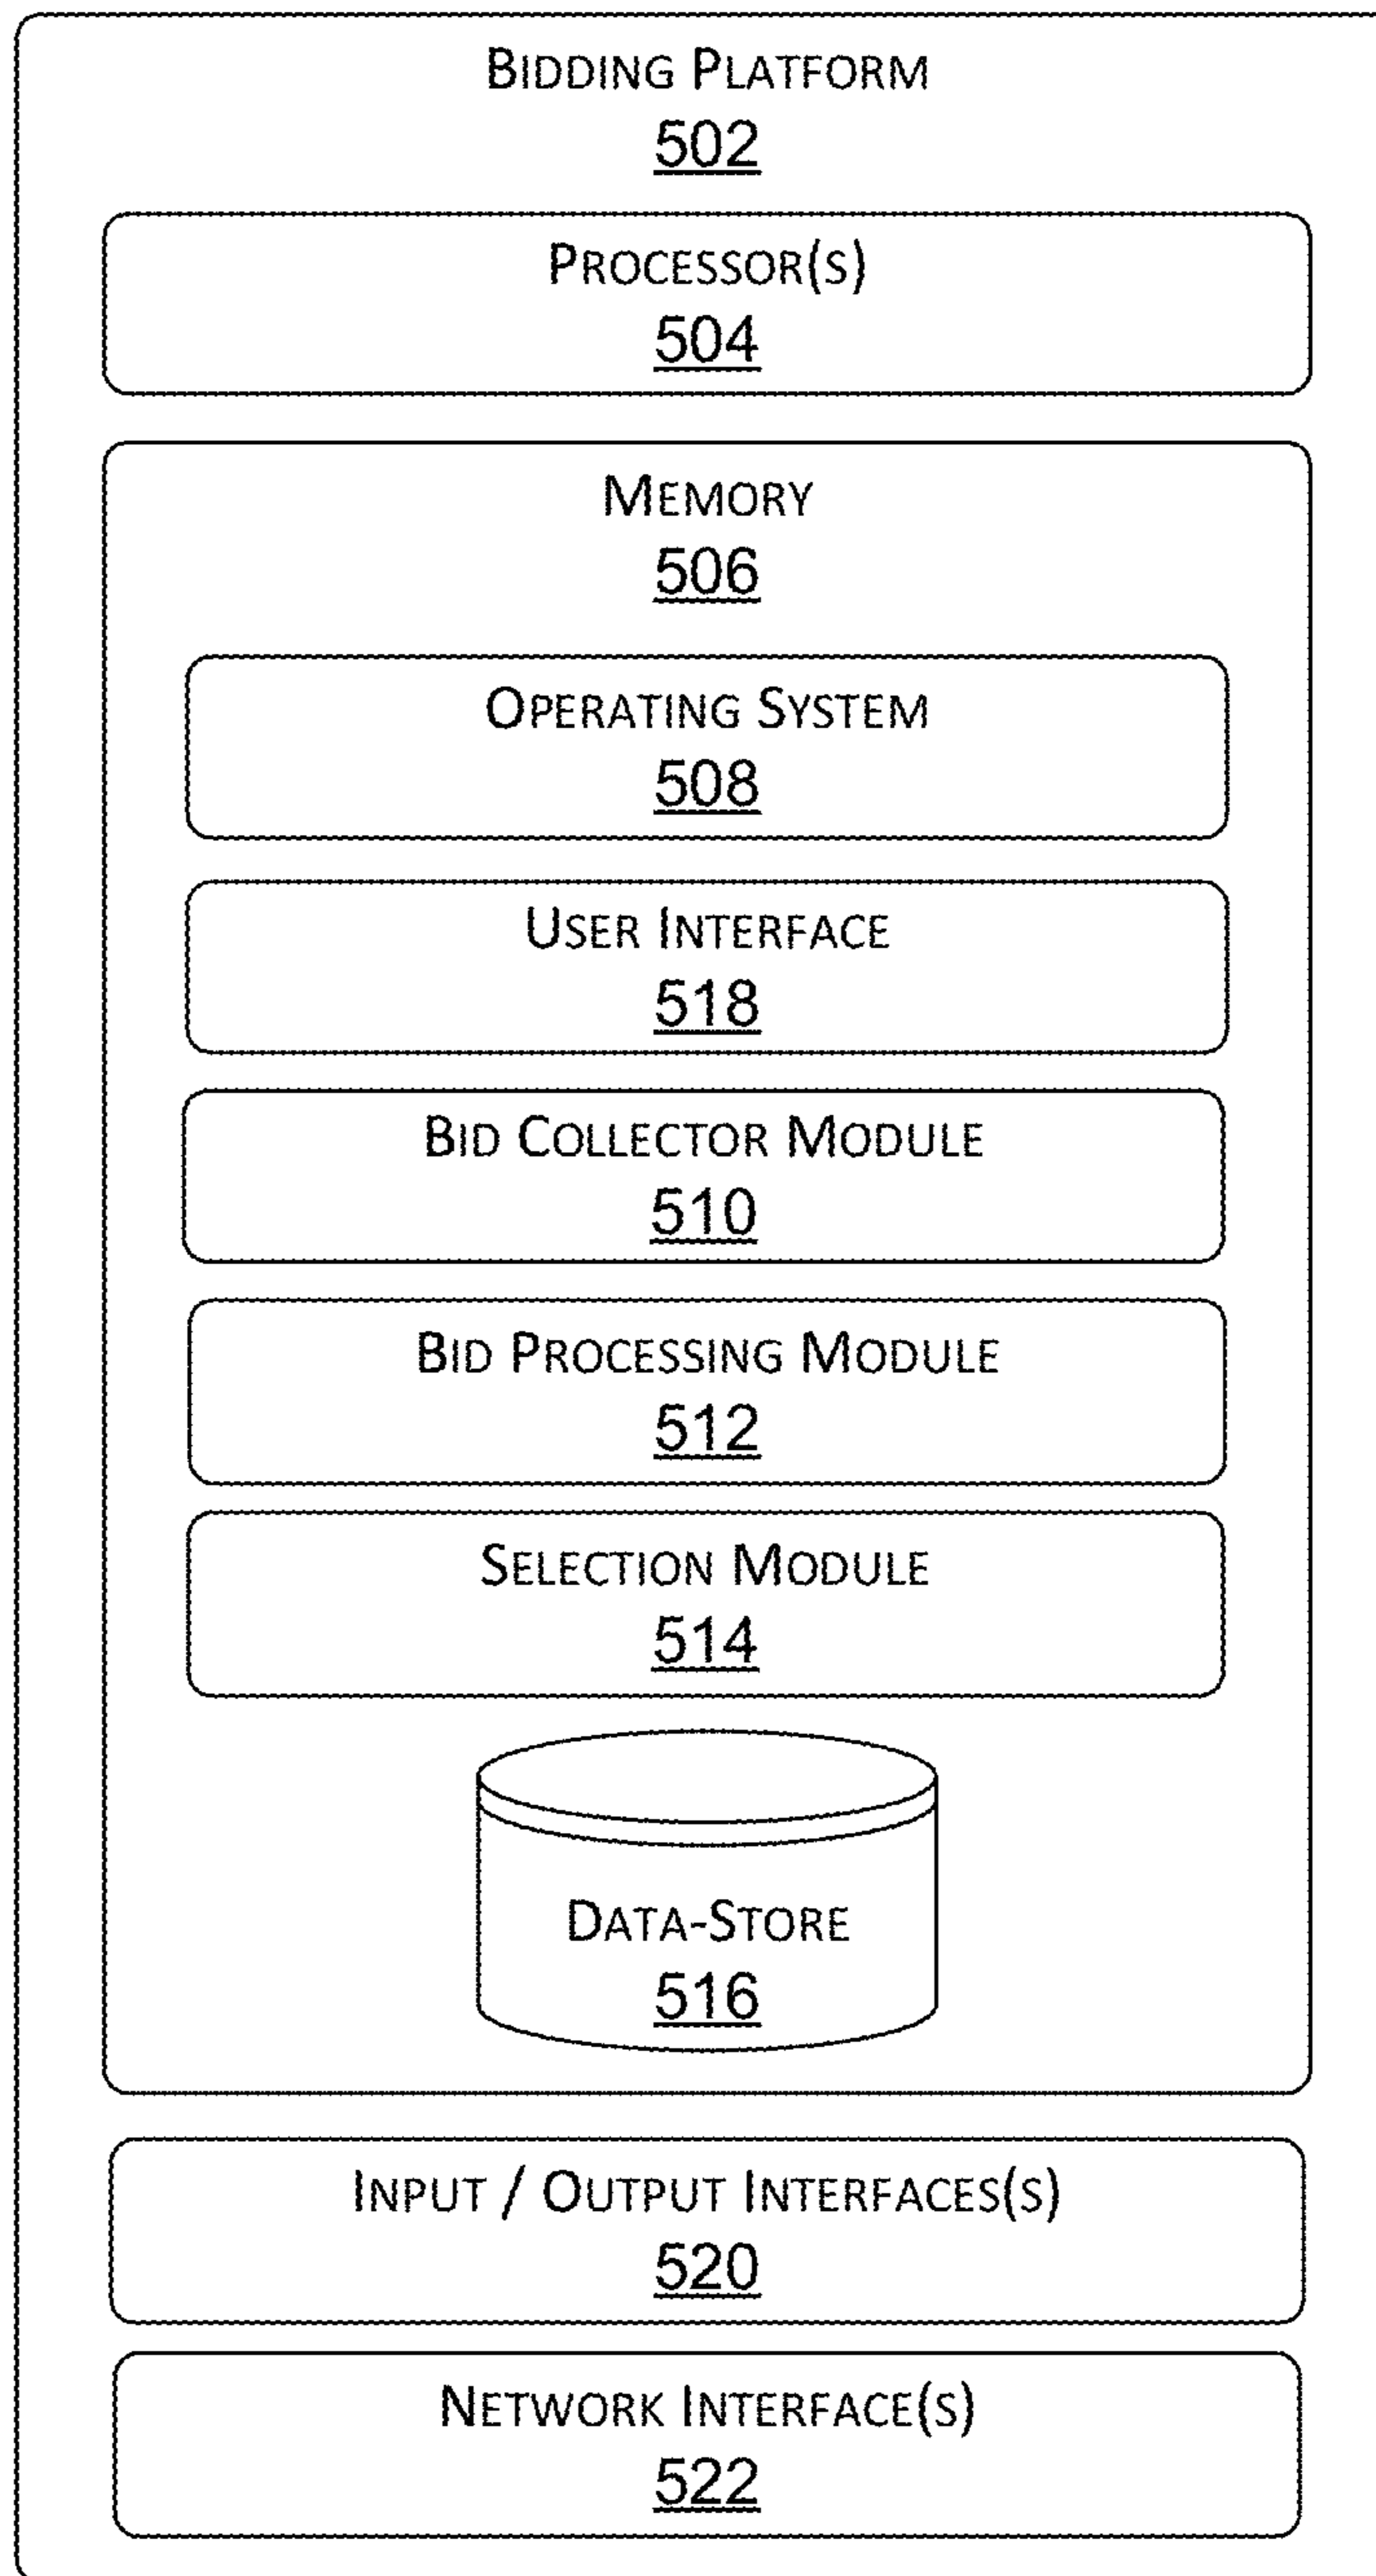 BIDDING PLATFORM
502
PROCESSOR(S)
504
MEMORY
506
OPERATING SYSTEM
508
USER INTERFACE
518
BID COLLECTOR MODULE
510
BID PROCESSING MODULE
512
SELECTION MODULE
514
DATA-STORE
516
INPUT / OUTPUT INTERFACES(S)
520
NETWORK INTERFACE(S)
522